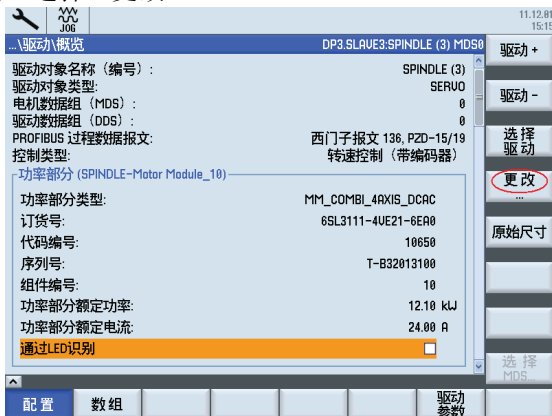 JOG
11.12.0
15:15
...\驱动\概览
DP3.SLAVE3:SPINDLE (3) MDS0
驱动对象名称（编号）:
SPINDLE (3)
驱动对象类型:
SERVO
电机数据组（MDS）:
0
驱动数据组（DDS）:
0
PROFIBUS 过程数据报文:
西门子报文 136, PZD-15/19
控制类型:
转速控制（带编码器）
功率部分 (SPINDLE-Motor Module_10)
功率部分类型:
MM_COMBI_4AXIS_DCAC
订货号:
6SL3111-4VE21-6EA0
代码编号:
10650
序列号:
T-B32013100
组件编号:
10
功率部分额定功率:
12.10 kW
功率部分额定电流:
24.00 A
通过LED识别
驱动 +
驱动 -
选择
驱动
更改
...
原始尺寸
选择
MDS...
配置
数组
驱动
参数